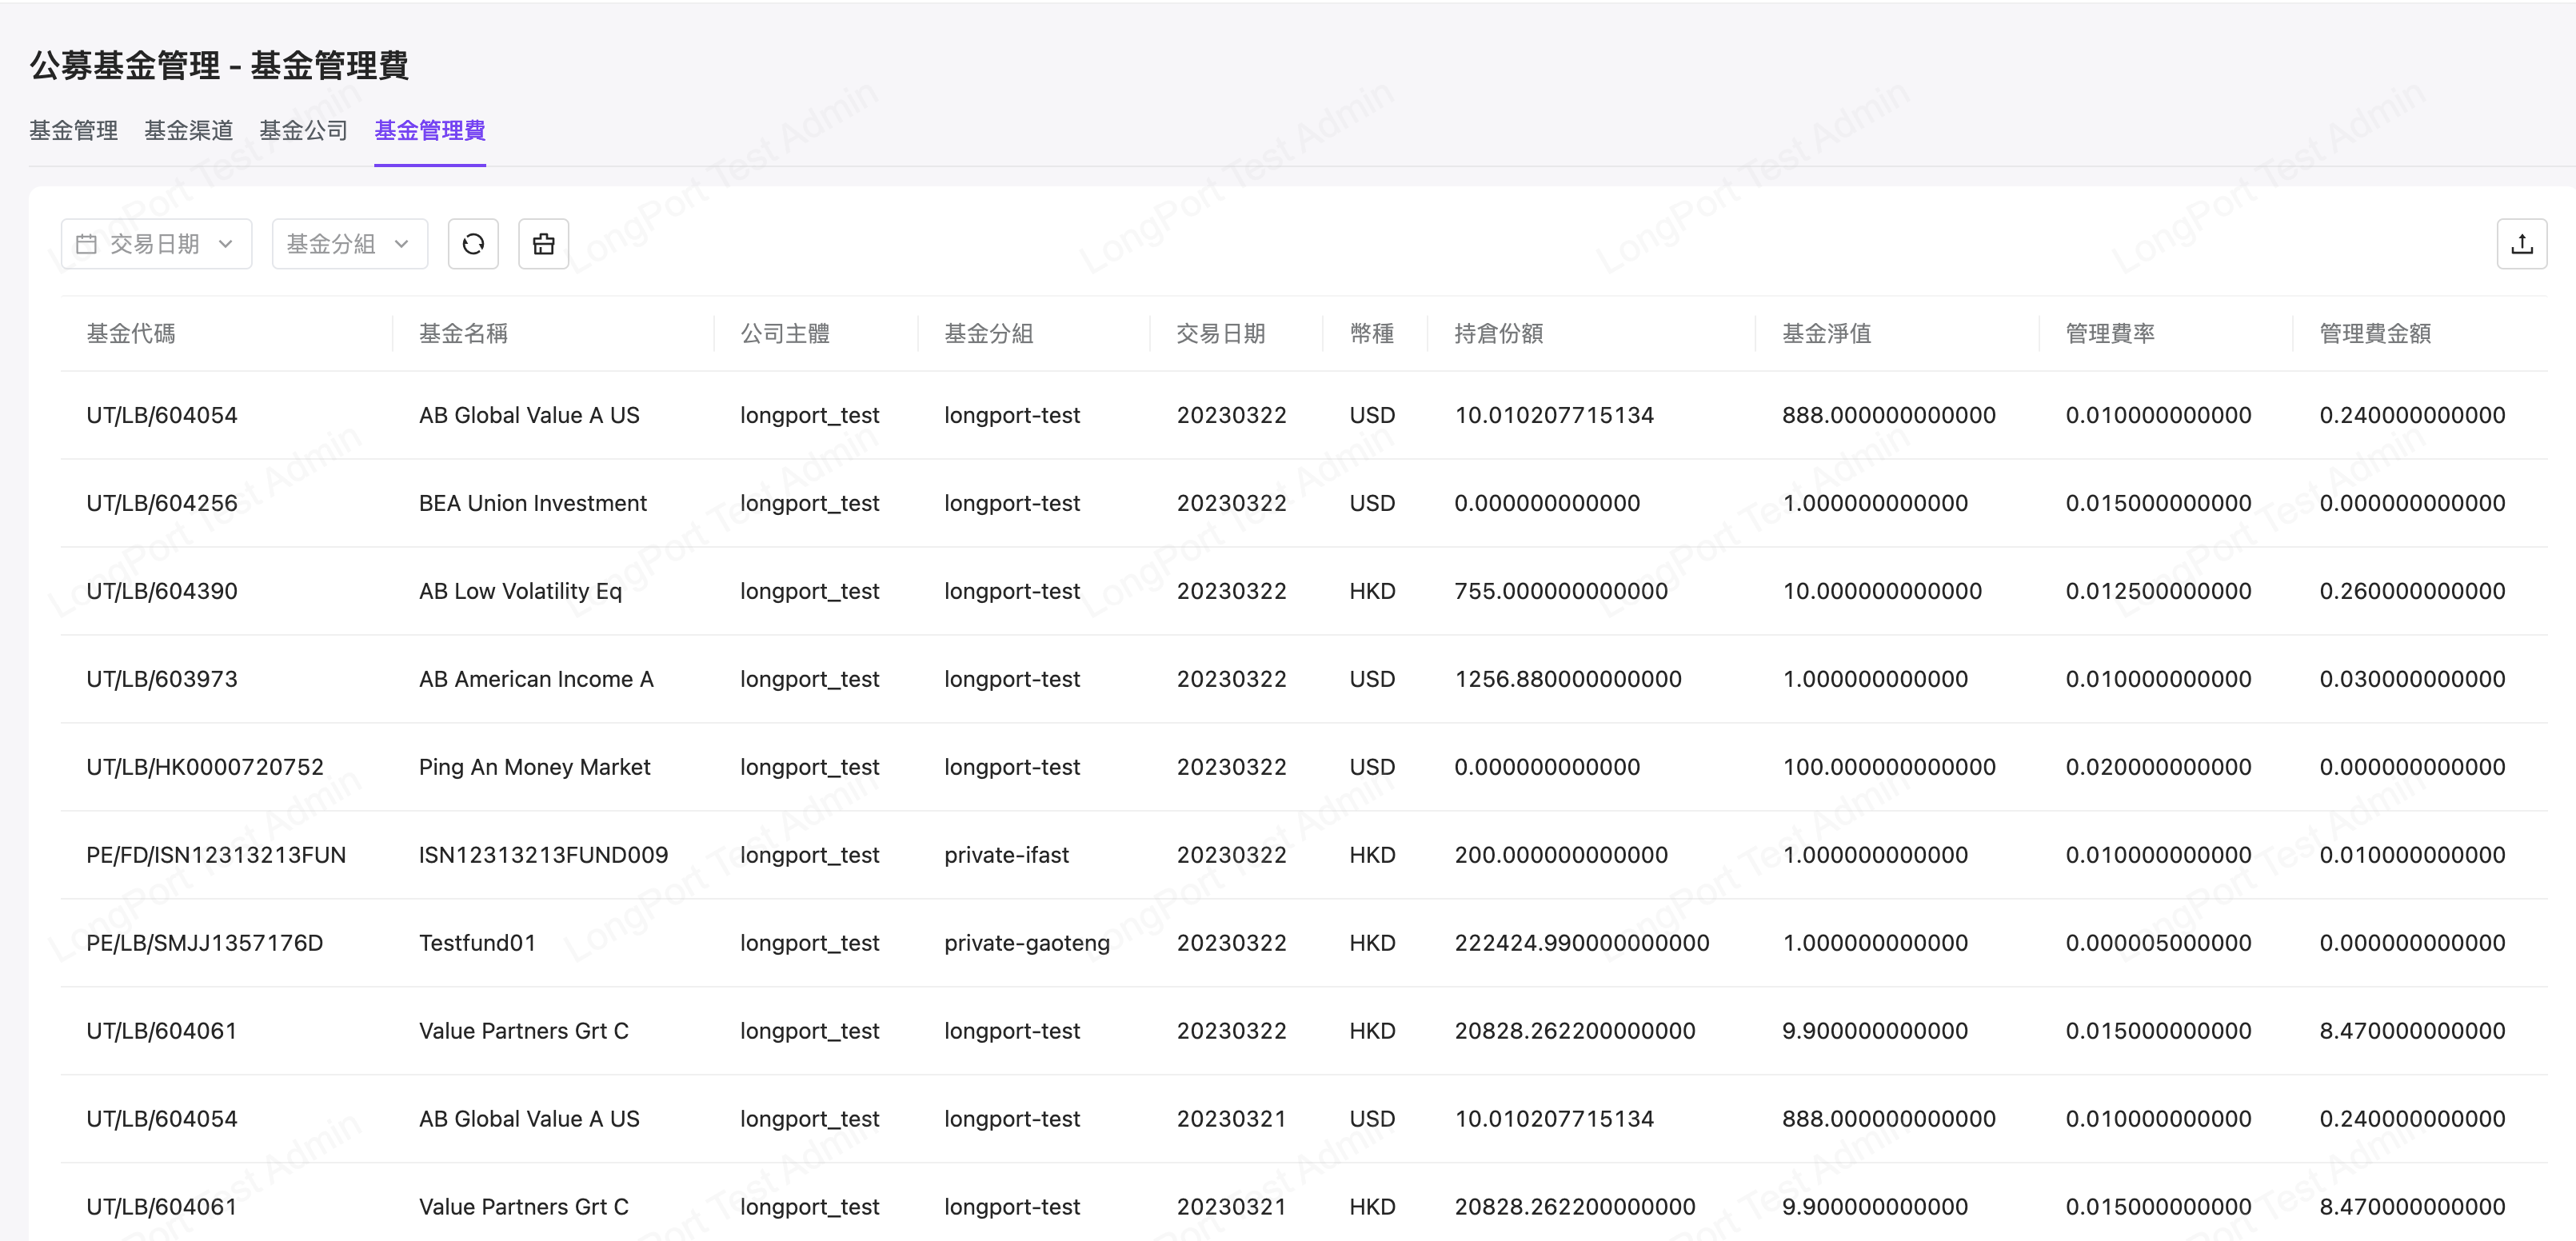 公募基金管理 - 基金管理費
基金管理 基金渠道 基金公司 基金管理費
交易日期 基金分組
基金代碼 基金名稱 公司主體 基金分組 交易日期 幣種 持倉份額 基金淨值 管理費率 管理費金額
UT/LB/604054 AB Global Value A US longport_test longport-test 20230322 USD 10.010207715134 888.000000000000 0.010000000000 0.240000000000
UT/LB/604256 BEA Union Investment longport_test longport-test 20230322 USD 0.000000000000 1.000000000000 0.015000000000 0.000000000000
UT/LB/604390 AB Low Volatility Eq longport_test longport-test 20230322 HKD 755.000000000000 10.000000000000 0.012500000000 0.260000000000
UT/LB/603973 AB American Income A longport_test longport-test 20230322 USD 1256.880000000000 1.000000000000 0.010000000000 0.030000000000
UT/LB/HK0000720752 Ping An Money Market longport_test longport-test 20230322 USD 0.000000000000 100.000000000000 0.020000000000 0.000000000000
PE/FD/ISN12313213FUN ISN12313213FUND009 longport_test private-ifast 20230322 HKD 200.000000000000 1.000000000000 0.010000000000 0.010000000000
PE/LB/SMJJ1357176D Testfund01 longport_test private-gaoteng 20230322 HKD 222424.990000000000 1.000000000000 0.000005000000 0.000000000000
UT/LB/604061 Value Partners Grt C longport_test longport-test 20230322 HKD 20828.262200000000 9.900000000000 0.015000000000 8.470000000000
UT/LB/604054 AB Global Value A US longport_test longport-test 20230321 USD 10.010207715134 888.000000000000 0.010000000000 0.240000000000
UT/LB/604061 Value Partners Grt C longport_test longport-test 20230321 HKD 20828.262200000000 9.900000000000 0.015000000000 8.470000000000
LongPort Test Admin